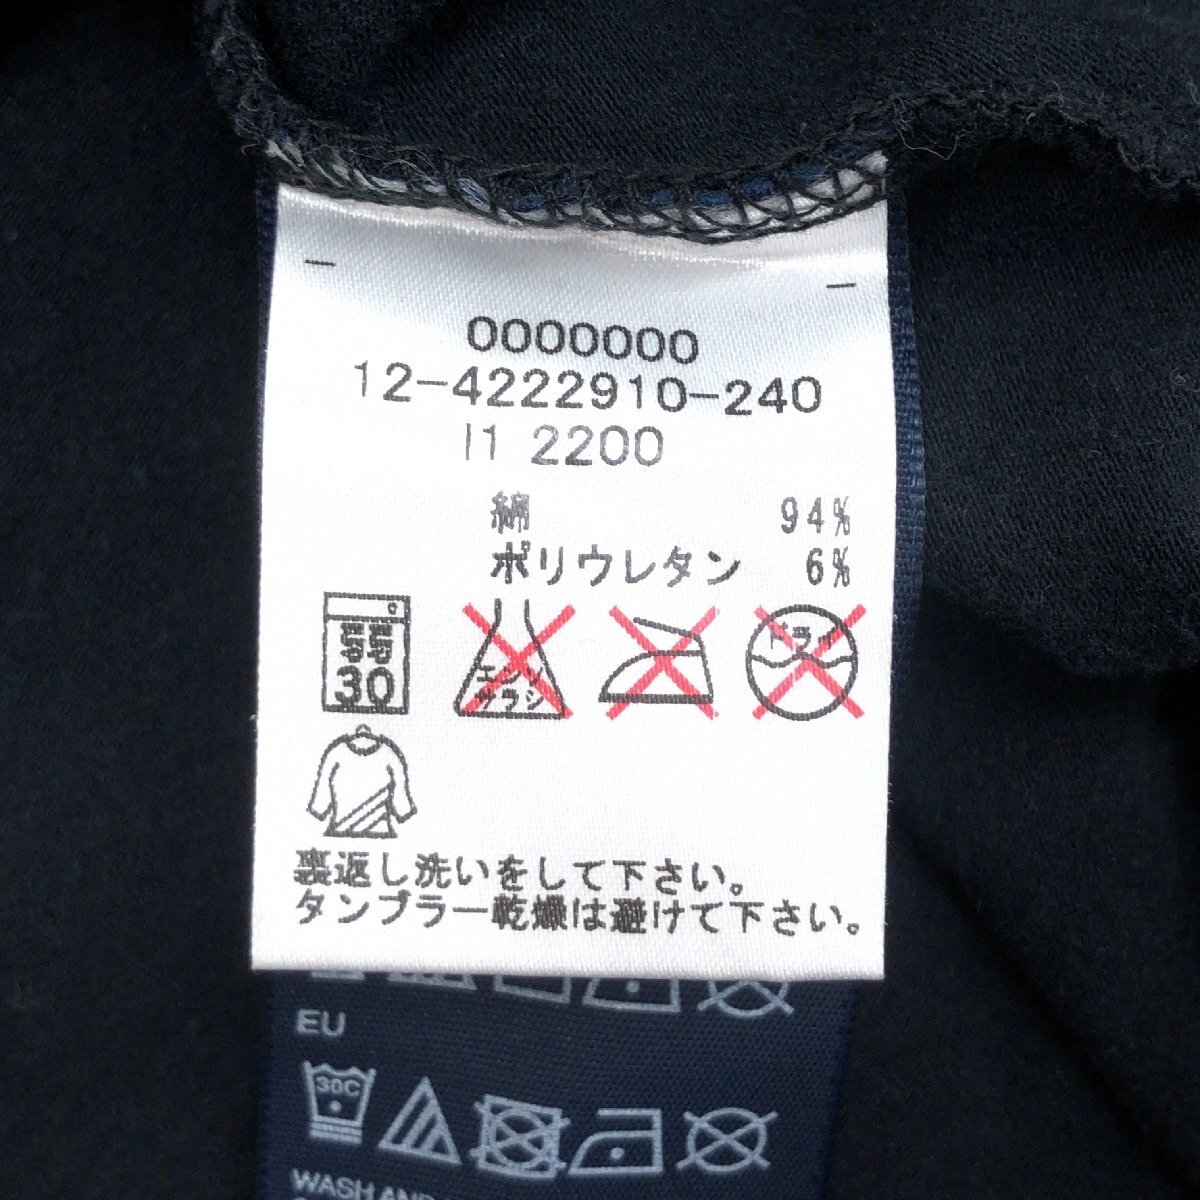 0000000
12-4222910-240
I1 2200
綿 94%
ポリウレタン 6%
30
エンソサラシ
ドライ
裏返し洗いをして下さい。
タンブラー乾燥は避けて下さい。
EU
30C
WASH AND